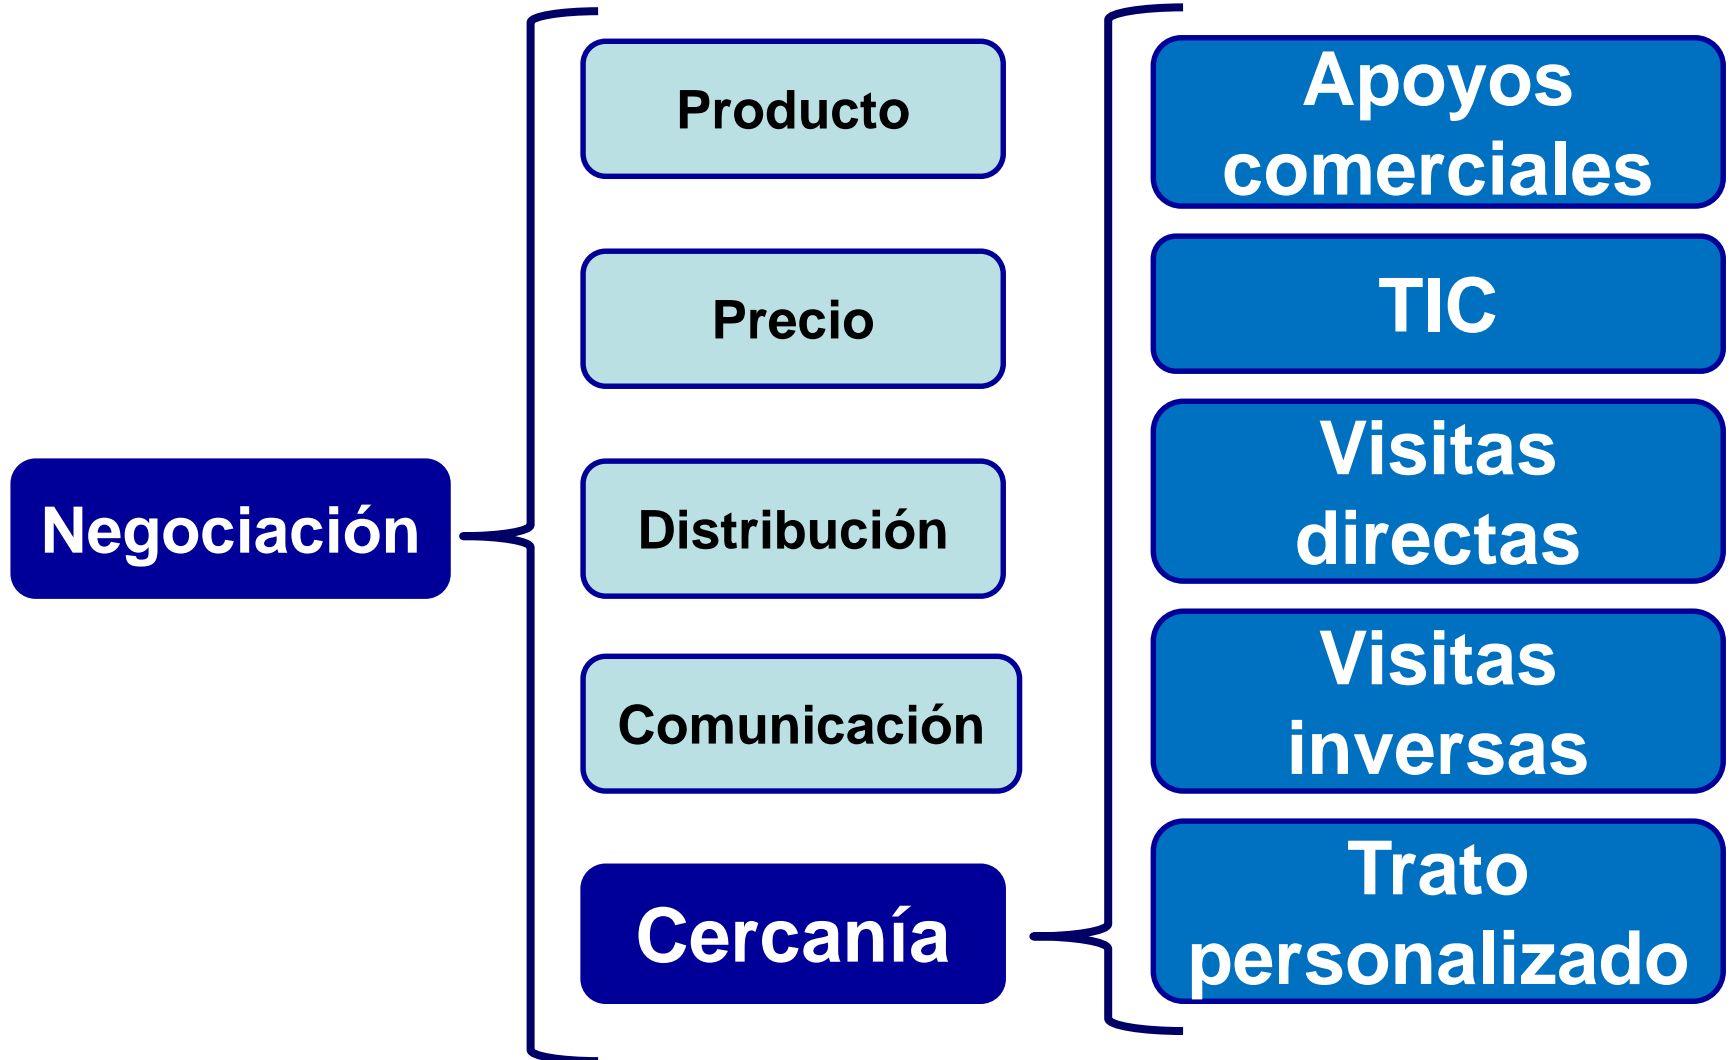 Negociación
Producto
Precio
Distribución
Comunicación
Cercanía
Apoyos
comerciales
TIC
Visitas
directas
Visitas
inversas
Trato
personalizado